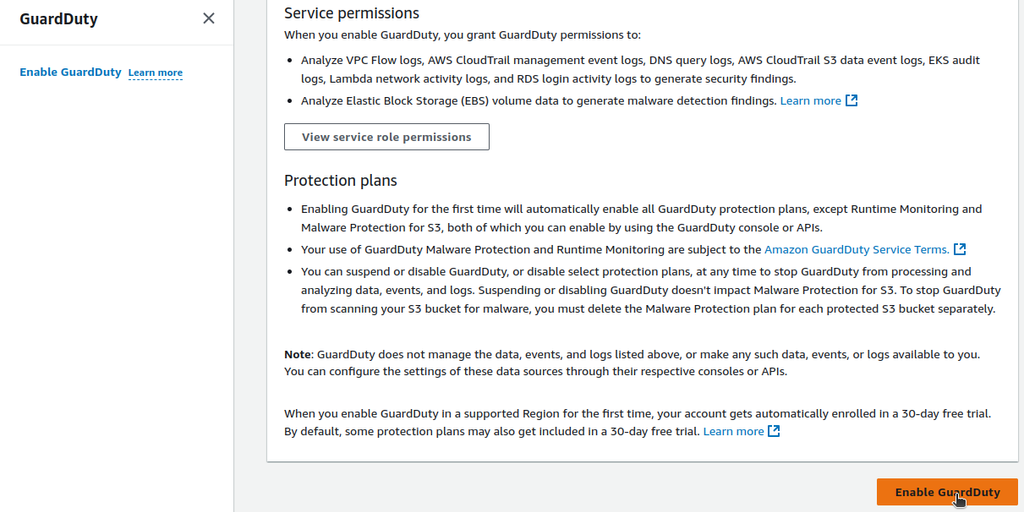 GuardDuty
Enable GuardDuty Learn more
Service permissions
When you enable GuardDuty, you grant GuardDuty permissions to:
• Analyze VPC Flow logs, AWS CloudTrail management event logs, DNS query logs, AWS CloudTrail S3 data event logs, EKS audit
logs, Lambda network activity logs, and RDS login activity logs to generate security findings.
• Analyze Elastic Block Storage (EBS) volume data to generate malware detection findings. Learn more
View service role permissions
Protection plans
• Enabling GuardDuty for the first time will automatically enable all GuardDuty protection plans, except Runtime Monitoring and
Malware Protection for S3, both of which you can enable by using the GuardDuty console or APIs.
• Your use of GuardDuty Malware Protection and Runtime Monitoring are subject to the Amazon GuardDuty Service Terms.
• You can suspend or disable GuardDuty, or disable select protection plans, at any time to stop GuardDuty from processing and
analyzing data, events, and logs. Suspending or disabling GuardDuty doesn't impact Malware Protection for S3. To stop GuardDuty
from scanning your S3 bucket for malware, you must delete the Malware Protection plan for each protected S3 bucket separately.
Note: GuardDuty does not manage the data, events, and logs listed above, or make any such data, events, or logs available to you.
You can configure the settings of these data sources through their respective consoles or APIs.
When you enable GuardDuty in a supported Region for the first time, your account gets automatically enrolled in a 30-day free trial.
By default, some protection plans may also get included in a 30-day free trial. Learn more
Enable GuardDuty